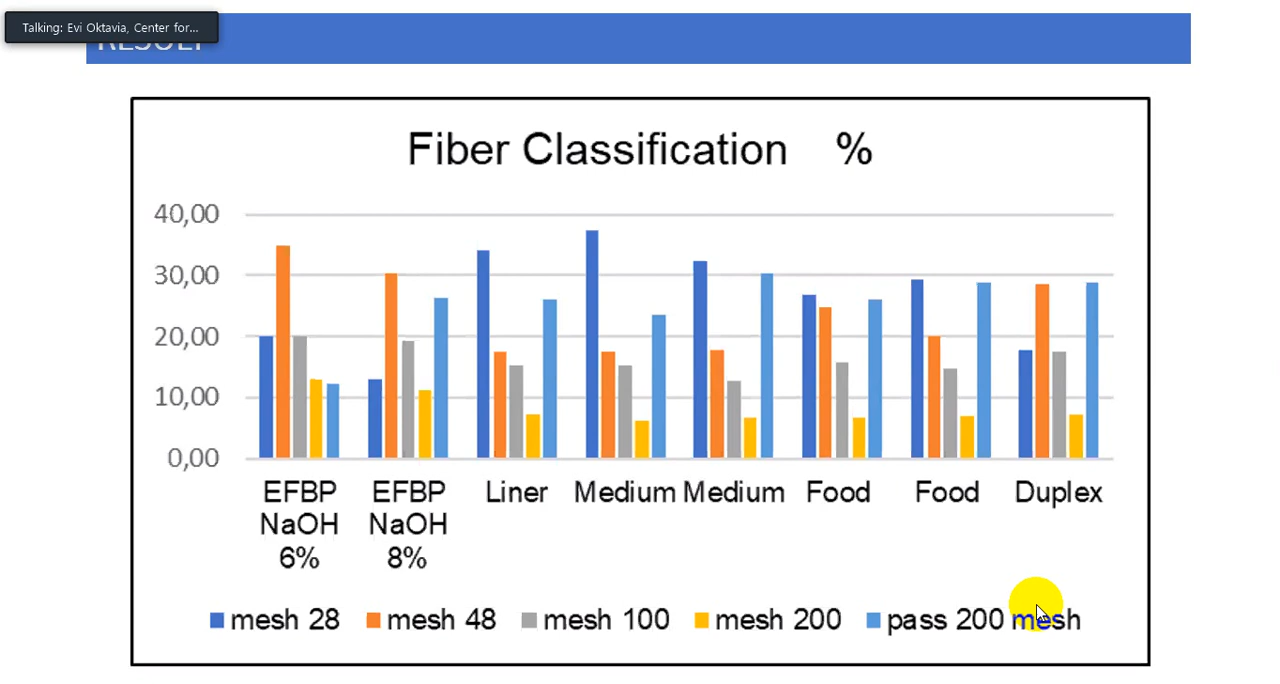 Talking: Evi Oktavia, Center for...
RESULT
Fiber Classification %
40,00
30,00
20,00
10,00
0,00
EFBP NaOH 6%
EFBP NaOH 8%
Liner
Medium
Medium
Food
Food
Duplex
mesh 28
mesh 48
mesh 100
mesh 200
pass 200 mesh